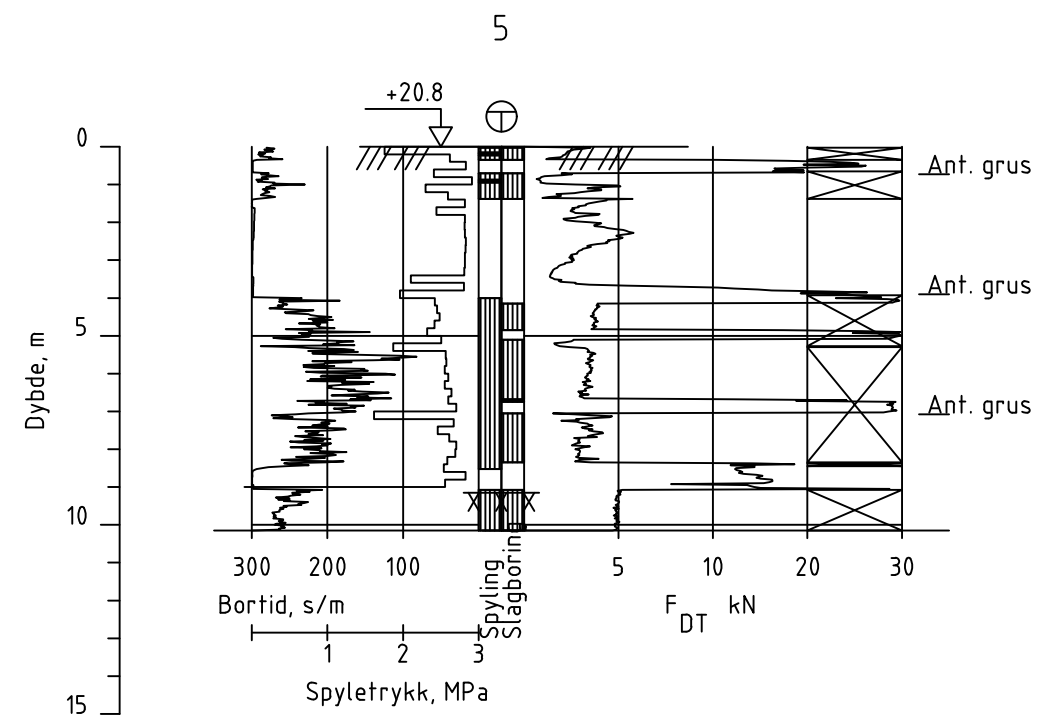 5
+20.8
0
Ant. grus
Ant. grus
5
Dybde, m
Ant. grus
10
300 200 100 5 10 20 30
Bortid, s/m
Spyling
Slagborin
F DT kN
1 2 3
Spyletrykk, MPa
15